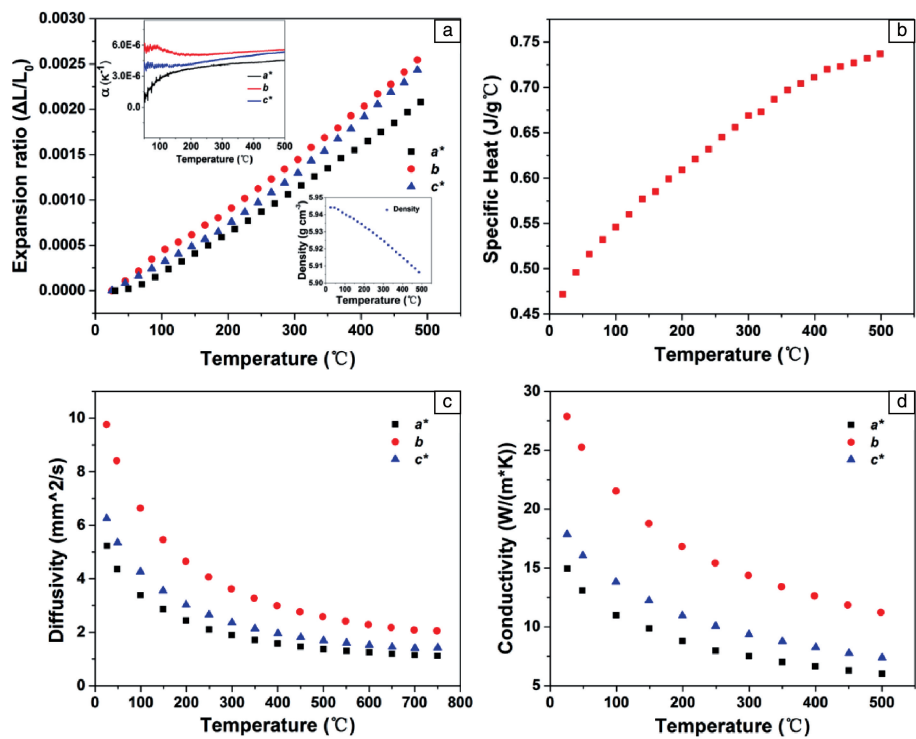 a
0.0030
0.0025
0.0020
0.0015
0.0010
0.0005
0.0000
Expansion ratio (ΔL/L0)
0 100 200 300 400 500
Temperature (℃)
a*
b
c*
6.0E-6
3.0E-6
0.0
α (K-1)
100 200 300 400 500
Temperature (℃)
a*
b
c*
5.95
5.94
5.93
5.92
5.91
5.90
Density (g cm-3)
Density
0 100 200 300 400 500
Temperature (℃)
b
0.75
0.70
0.65
0.60
0.55
0.50
0.45
Specific Heat (J/g℃)
0 100 200 300 400 500
Temperature (℃)
c
10
8
6
4
2
0
Diffusivity (mm^2/s)
0 100 200 300 400 500 600 700 800
Temperature (℃)
a*
b
c*
d
30
25
20
15
10
5
Conductivity (W/(m*K))
0 100 200 300 400 500
Temperature (℃)
a*
b
c*